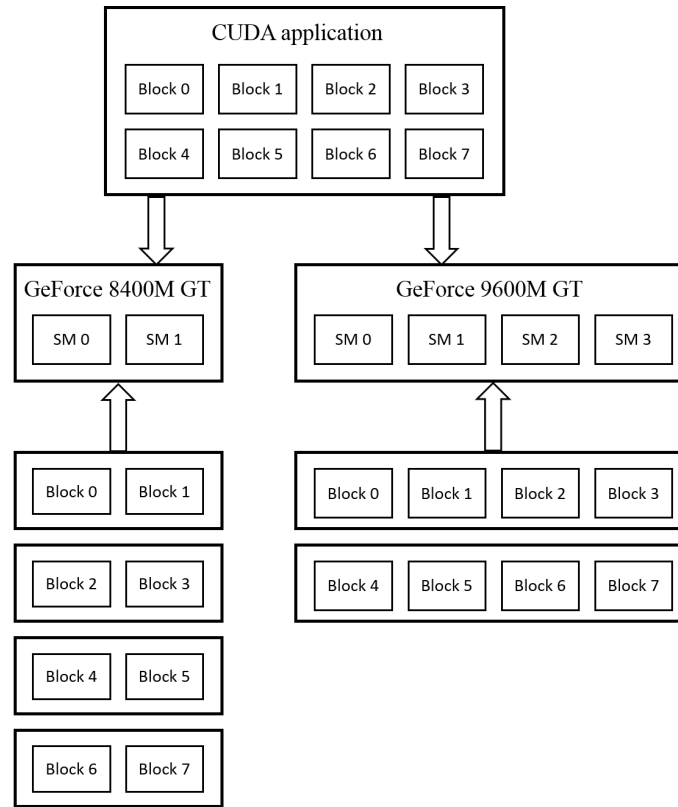 CUDA application
Block 0 Block 1 Block 2 Block 3
Block 4 Block 5 Block 6 Block 7
GeForce 8400M GT
SM 0 SM 1
Block 0 Block 1
Block 2 Block 3
Block 4 Block 5
Block 6 Block 7
GeForce 9600M GT
SM 0 SM 1 SM 2 SM 3
Block 0 Block 1 Block 2 Block 3
Block 4 Block 5 Block 6 Block 7